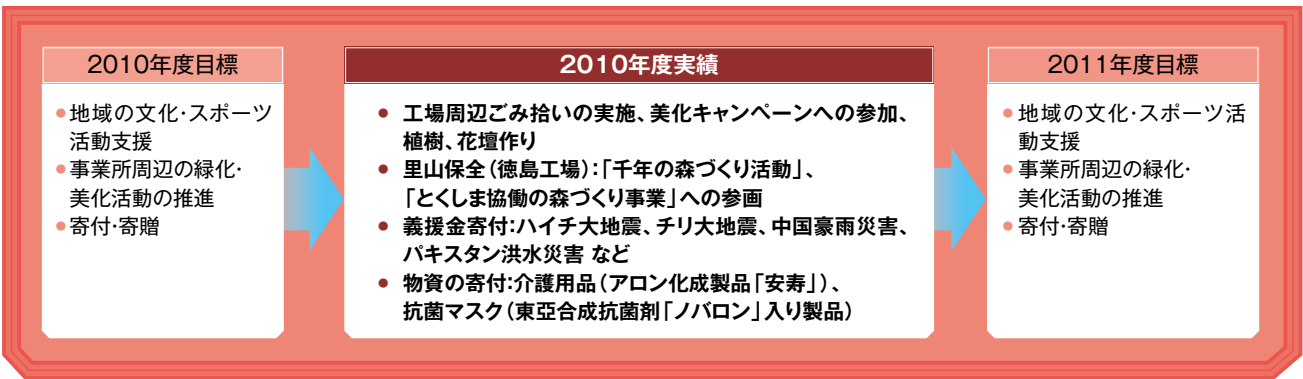 2010年度目標
●地域の文化・スポーツ
活動支援
●事業所周辺の緑化・
美化活動の推進
●寄付・寄贈
2010年度実績
● 工場周辺ごみ拾いの実施、美化キャンペーンへの参加、
植樹、花壇作り
● 里山保全（徳島工場）：「千年の森づくり活動」、
「とくしま協働の森づくり事業」への参画
● 義援金寄付：ハイチ大地震、チリ大地震、中国豪雨災害、
パキスタン洪水災害 など
● 物資の寄付：介護用品（アロン化成製品「安寿」）、
抗菌マスク（東亞合成抗菌剤「ノバロン」入り製品）
2011年度目標
●地域の文化・スポーツ活
動支援
●事業所周辺の緑化・
美化活動の推進
●寄付・寄贈